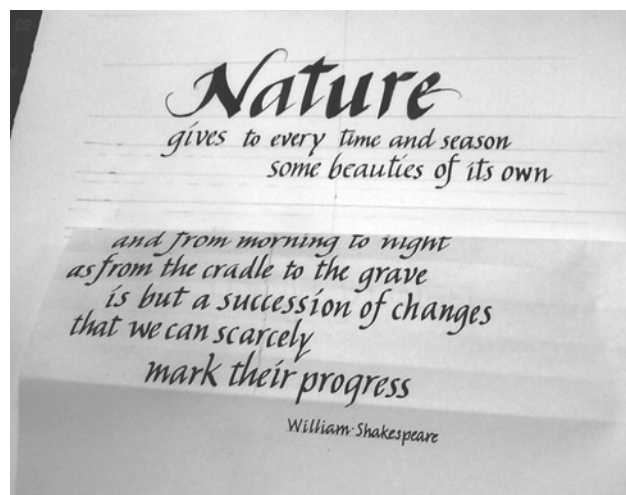 Nature
gives to every time and season
some beauties of its own
and from morning to night
as from the cradle to the grave
is but a succession of changes
that we can scarcely
mark their progress
William·Shakespeare